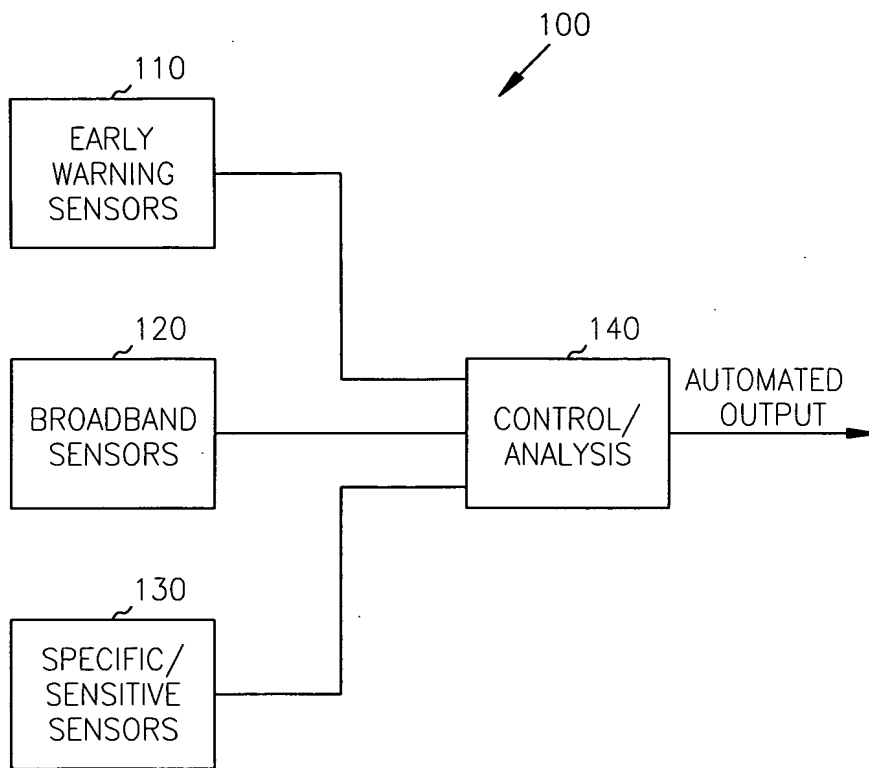 100
110
EARLY
WARNING
SENSORS
120
BROADBAND
SENSORS
130
SPECIFIC/
SENSITIVE
SENSORS
140
CONTROL/
ANALYSIS
AUTOMATED
OUTPUT